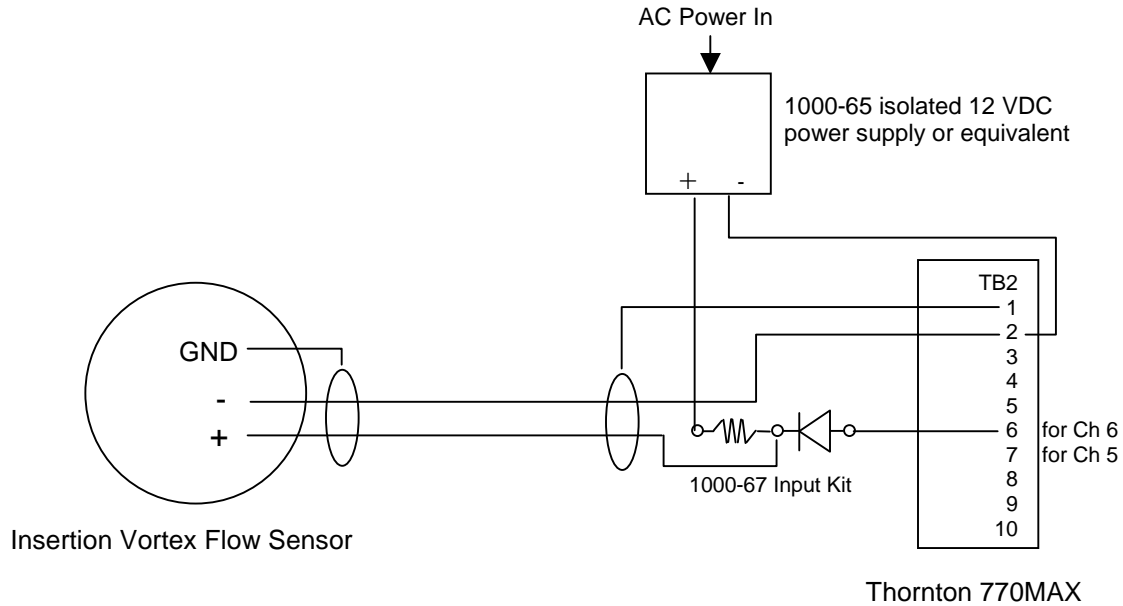 AC Power In
1000-65 isolated 12 VDC
power supply or equivalent
+ -
TB2
1
2
3
4
5
6 for Ch 6
7 for Ch 5
8
9
10
GND
-
+
1000-67 Input Kit
Insertion Vortex Flow Sensor
Thornton 770MAX